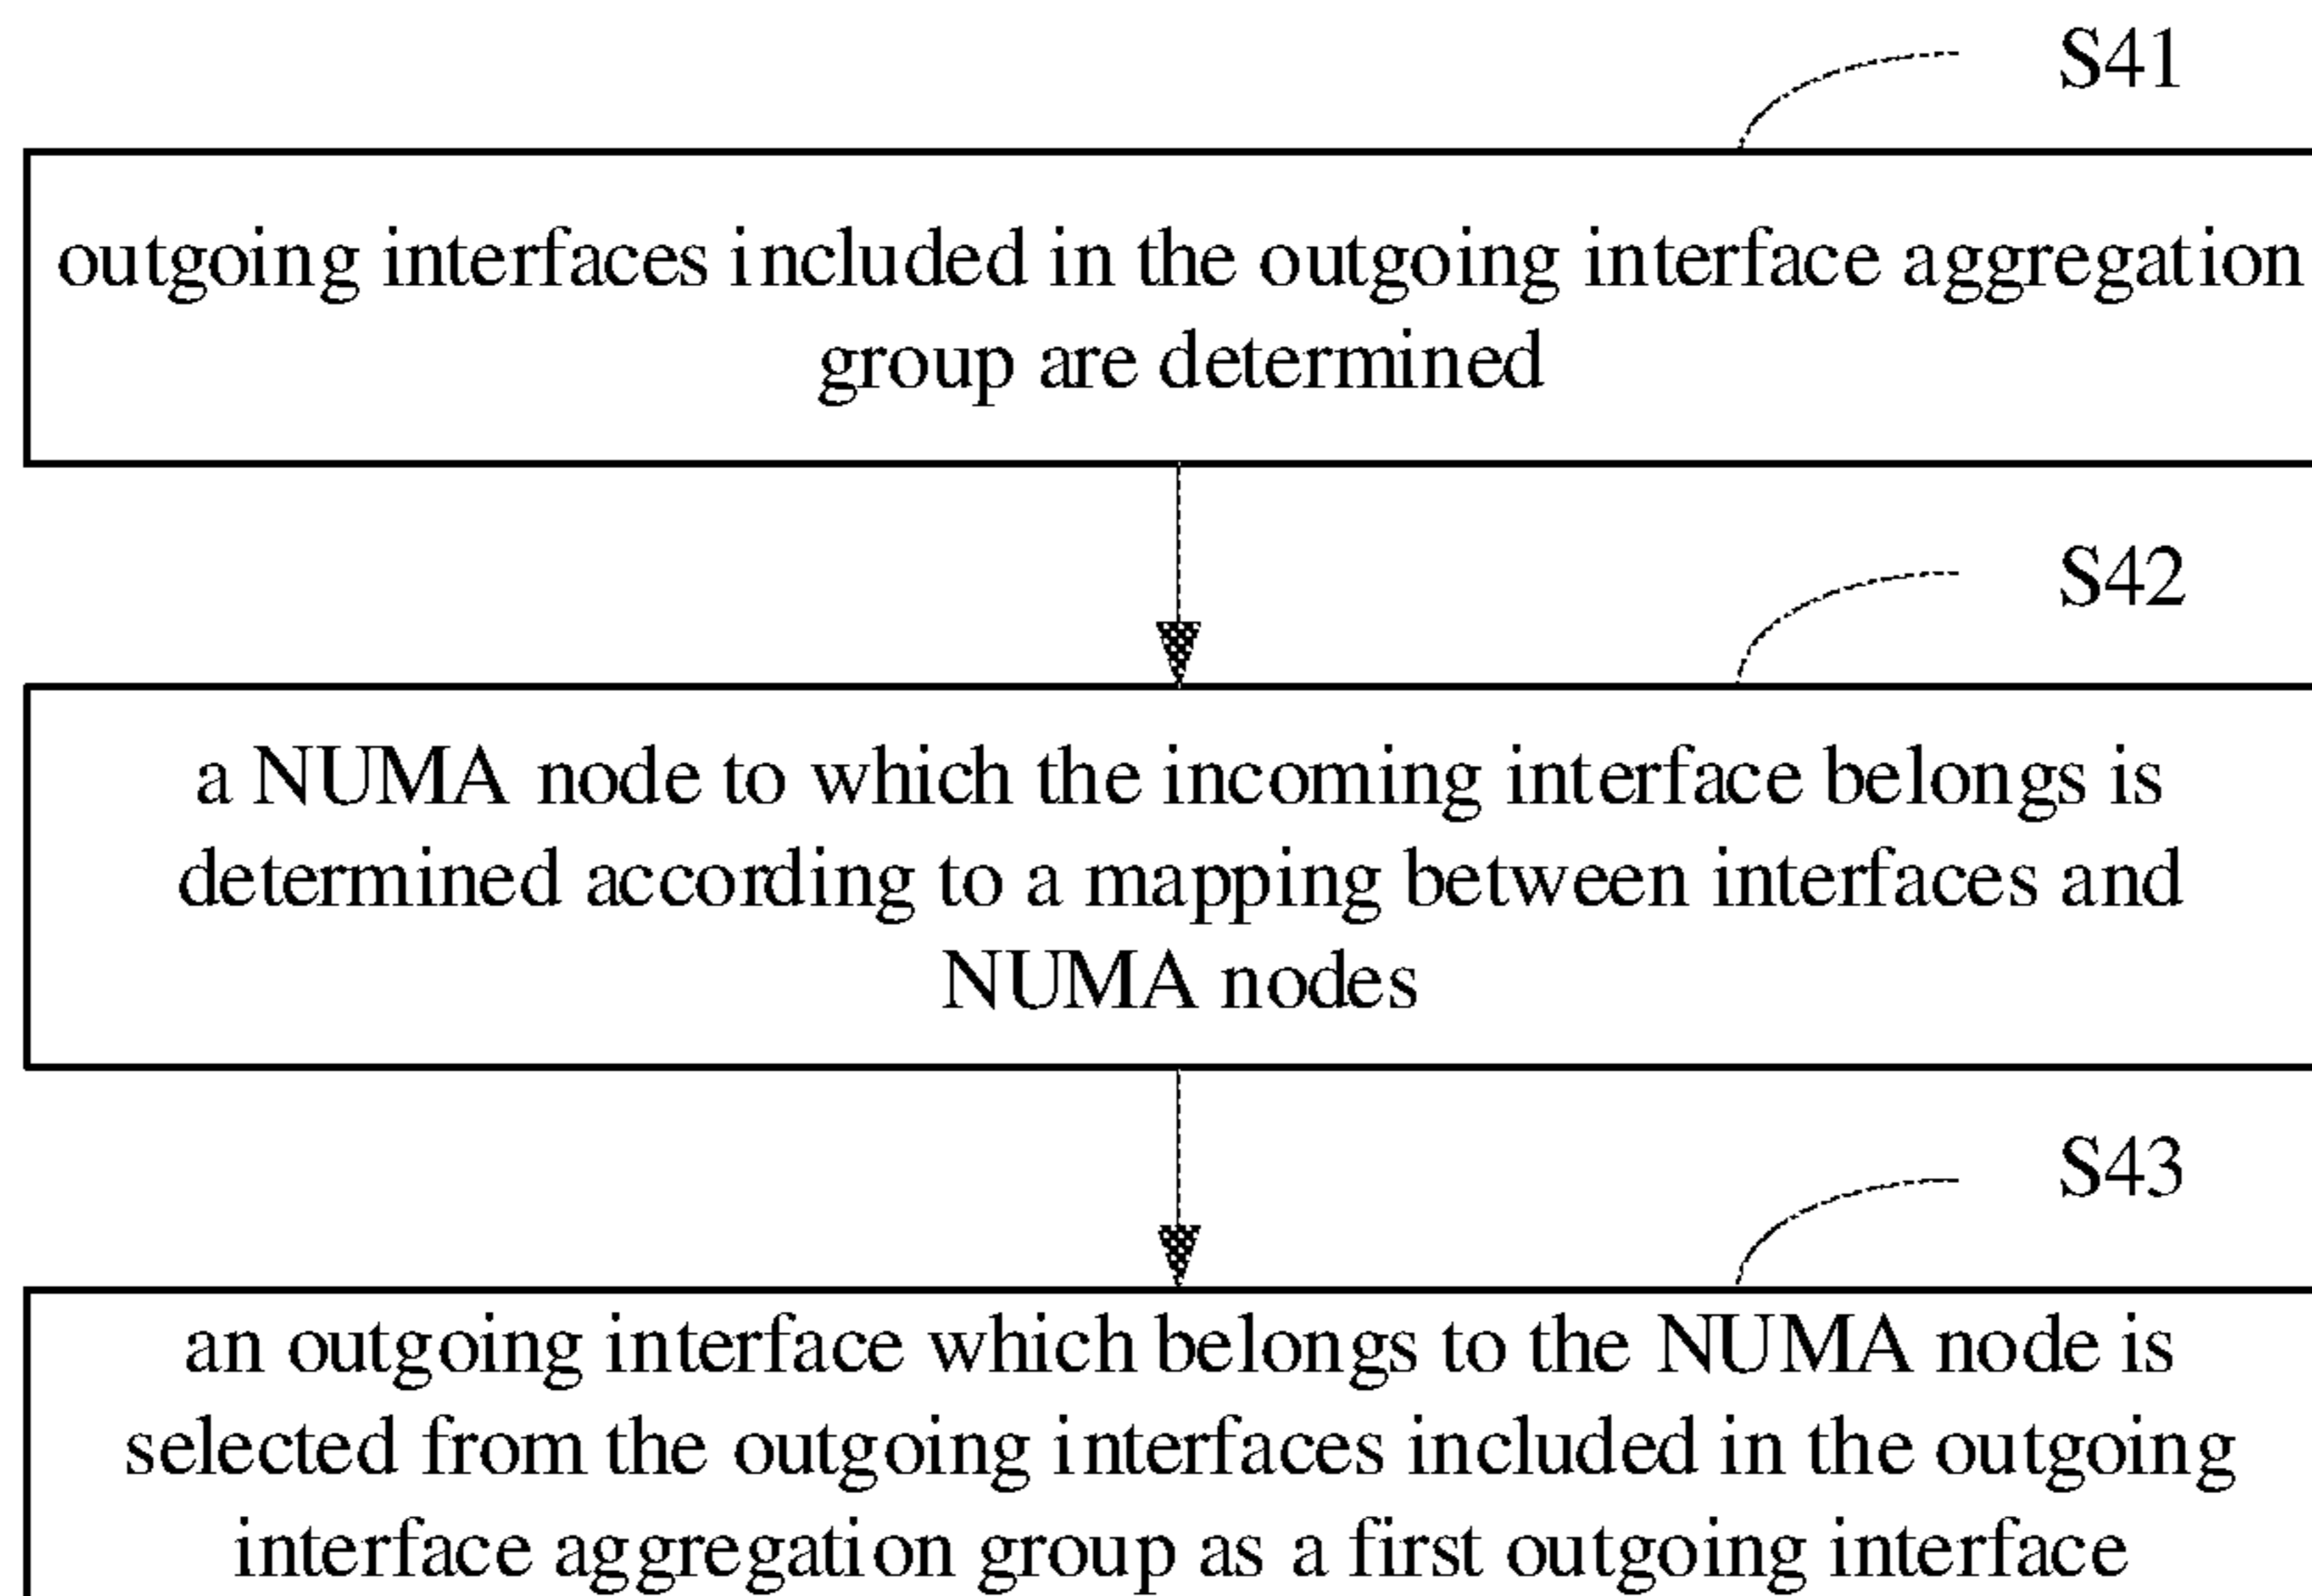 S41
outgoing interfaces included in the outgoing interface aggregation
group are determined
S42
a NUMA node to which the incoming interface belongs is
determined according to a mapping between interfaces and
NUMA nodes
S43
an outgoing interface which belongs to the NUMA node is
selected from the outgoing interfaces included in the outgoing
interface aggregation group as a first outgoing interface